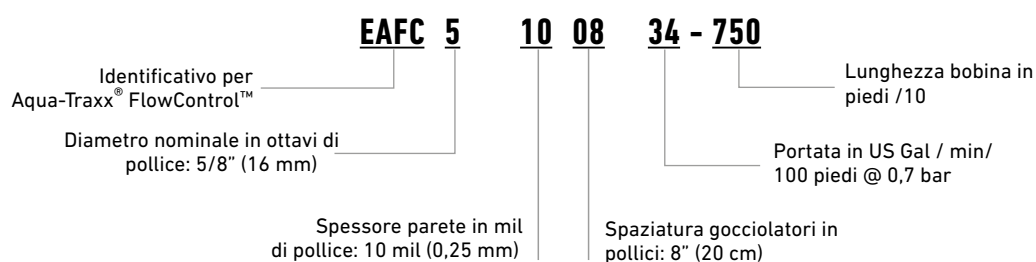 EAFC 5 10 08 34 - 750
Identificativo per
Aqua-Traxx® FlowControl™
Lunghezza bobina in
piedi /10
Diametro nominale in ottavi di
pollice: 5/8” (16 mm)
Portata in US Gal / min/
100 piedi @ 0,7 bar
Spessore parete in mil
di pollice: 10 mil (0,25 mm)
Spaziatura gocciolatori in
pollici: 8” (20 cm)